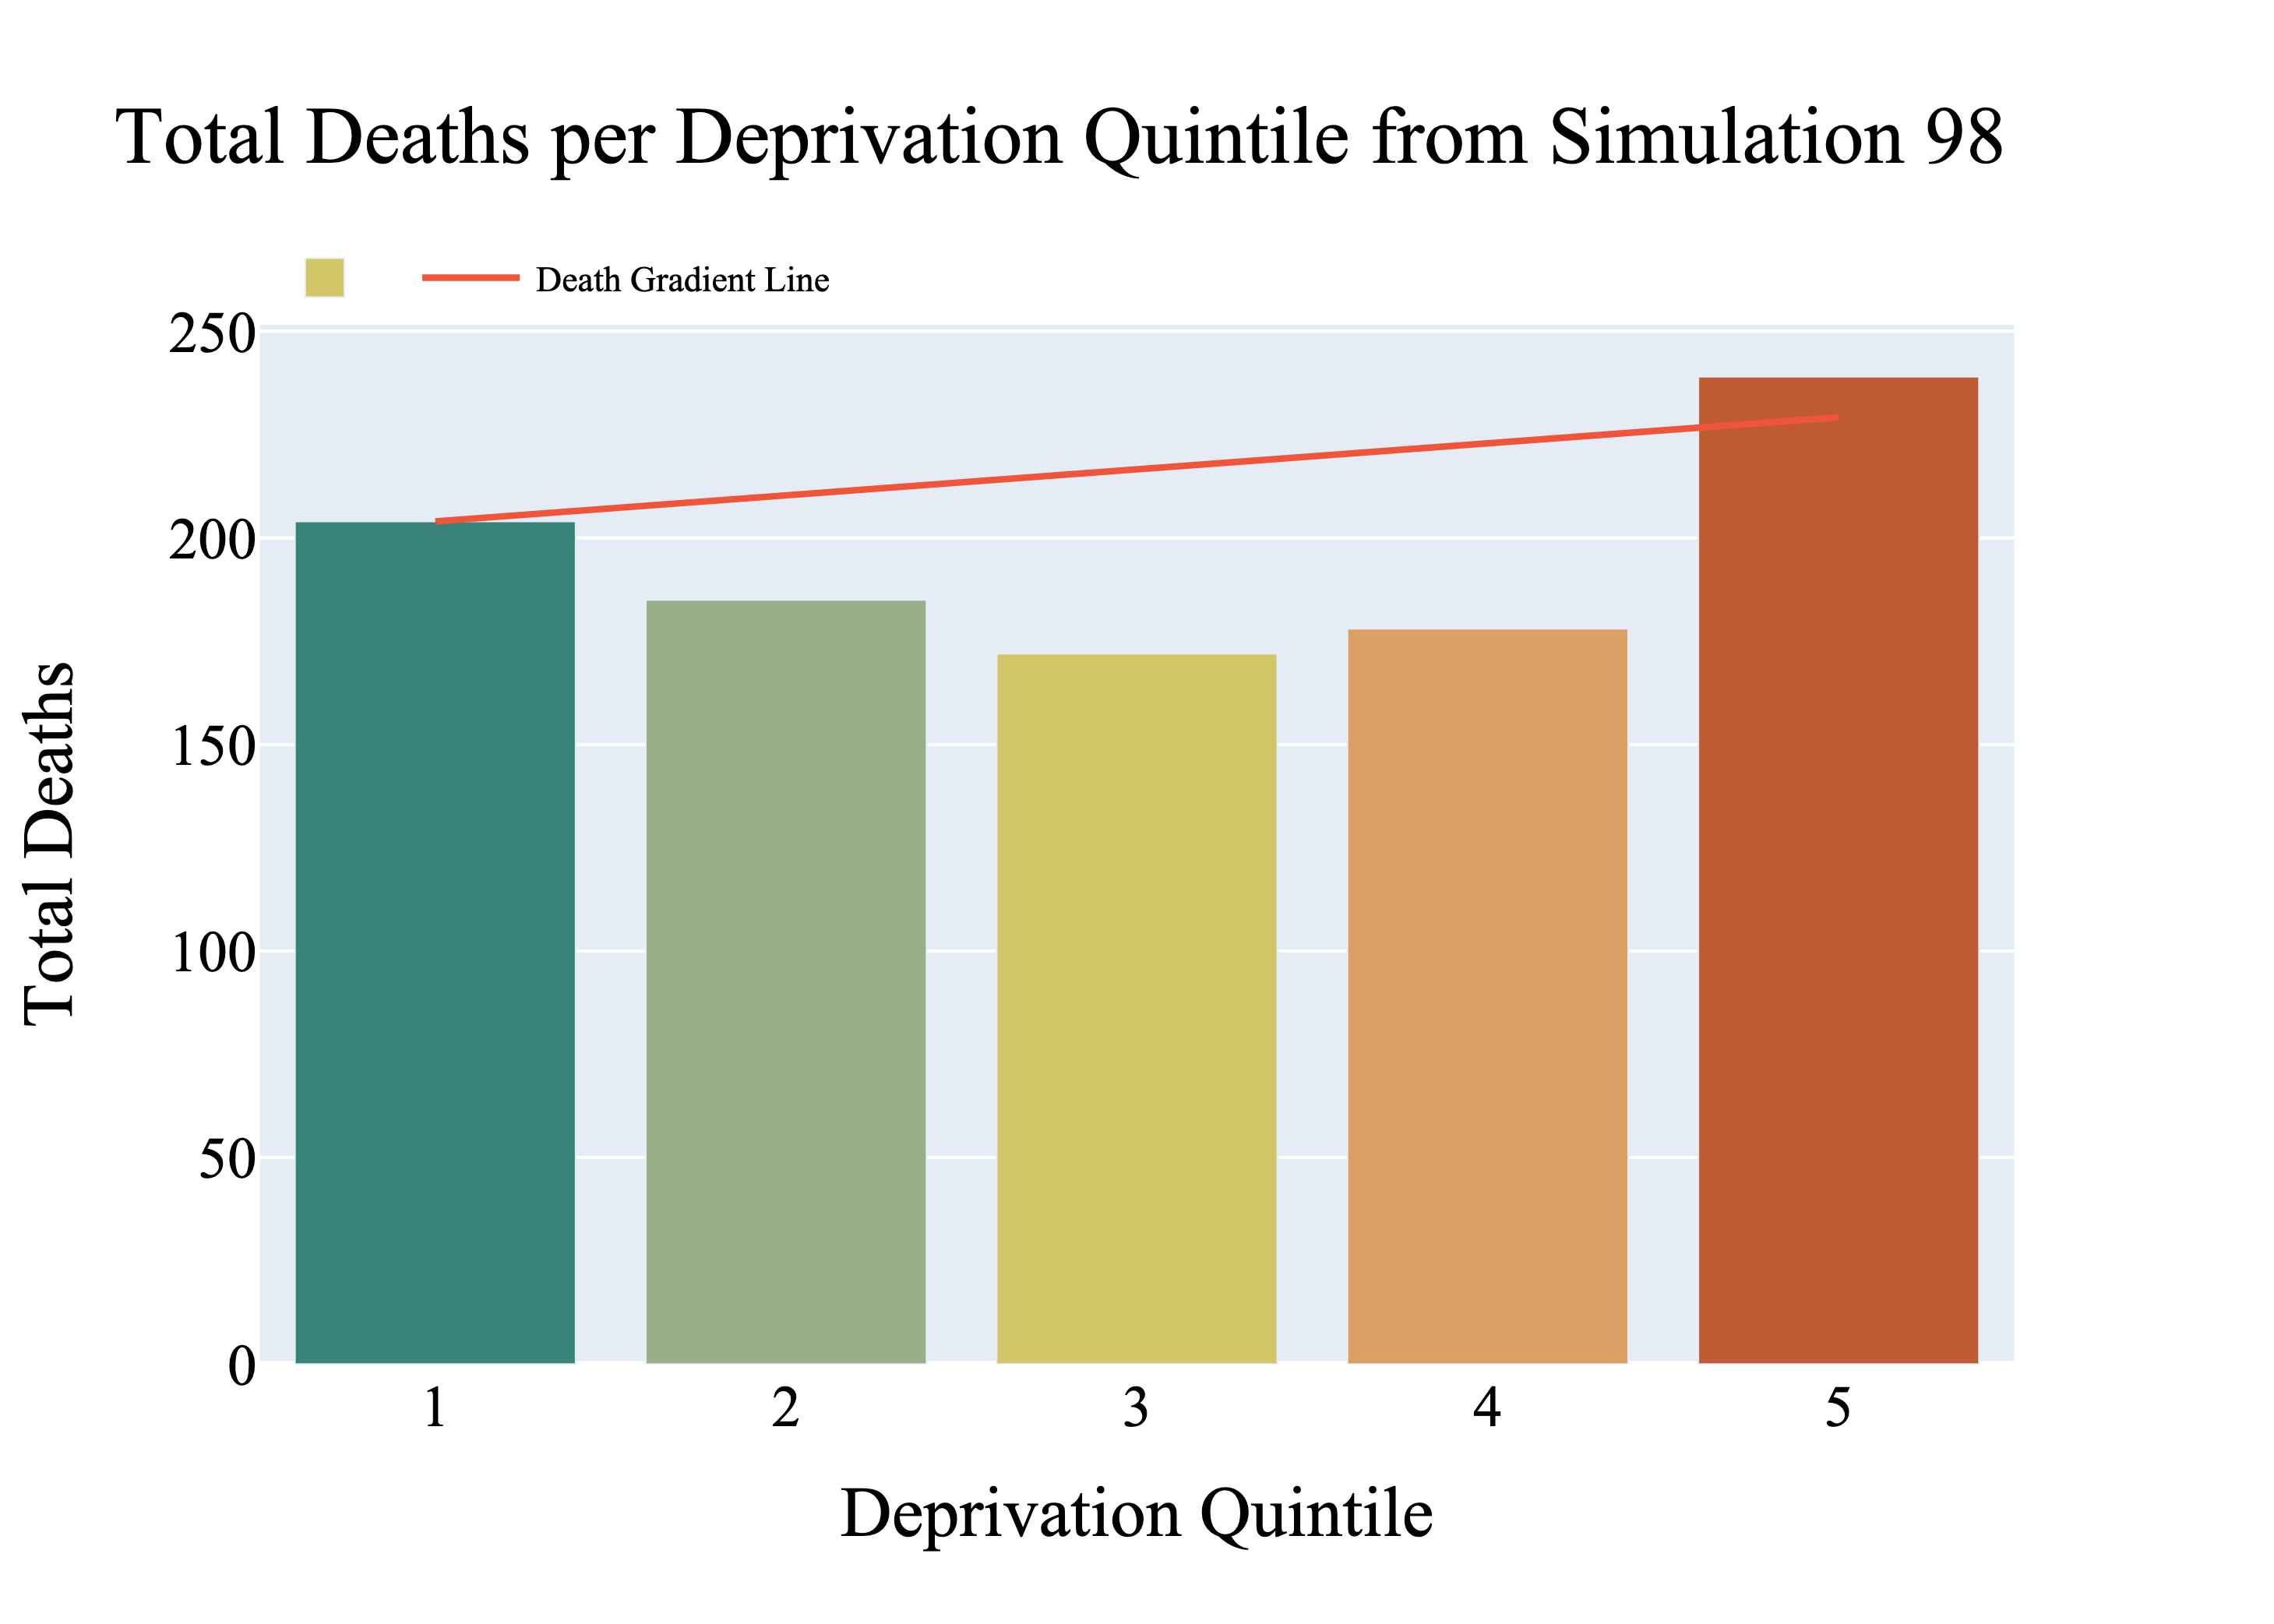 Total Deaths per Deprivation Quintile from Simulation 98
Death Gradient Line
250
200
150
100
50
0
Total Deaths
1 2 3 4 5
Deprivation Quintile